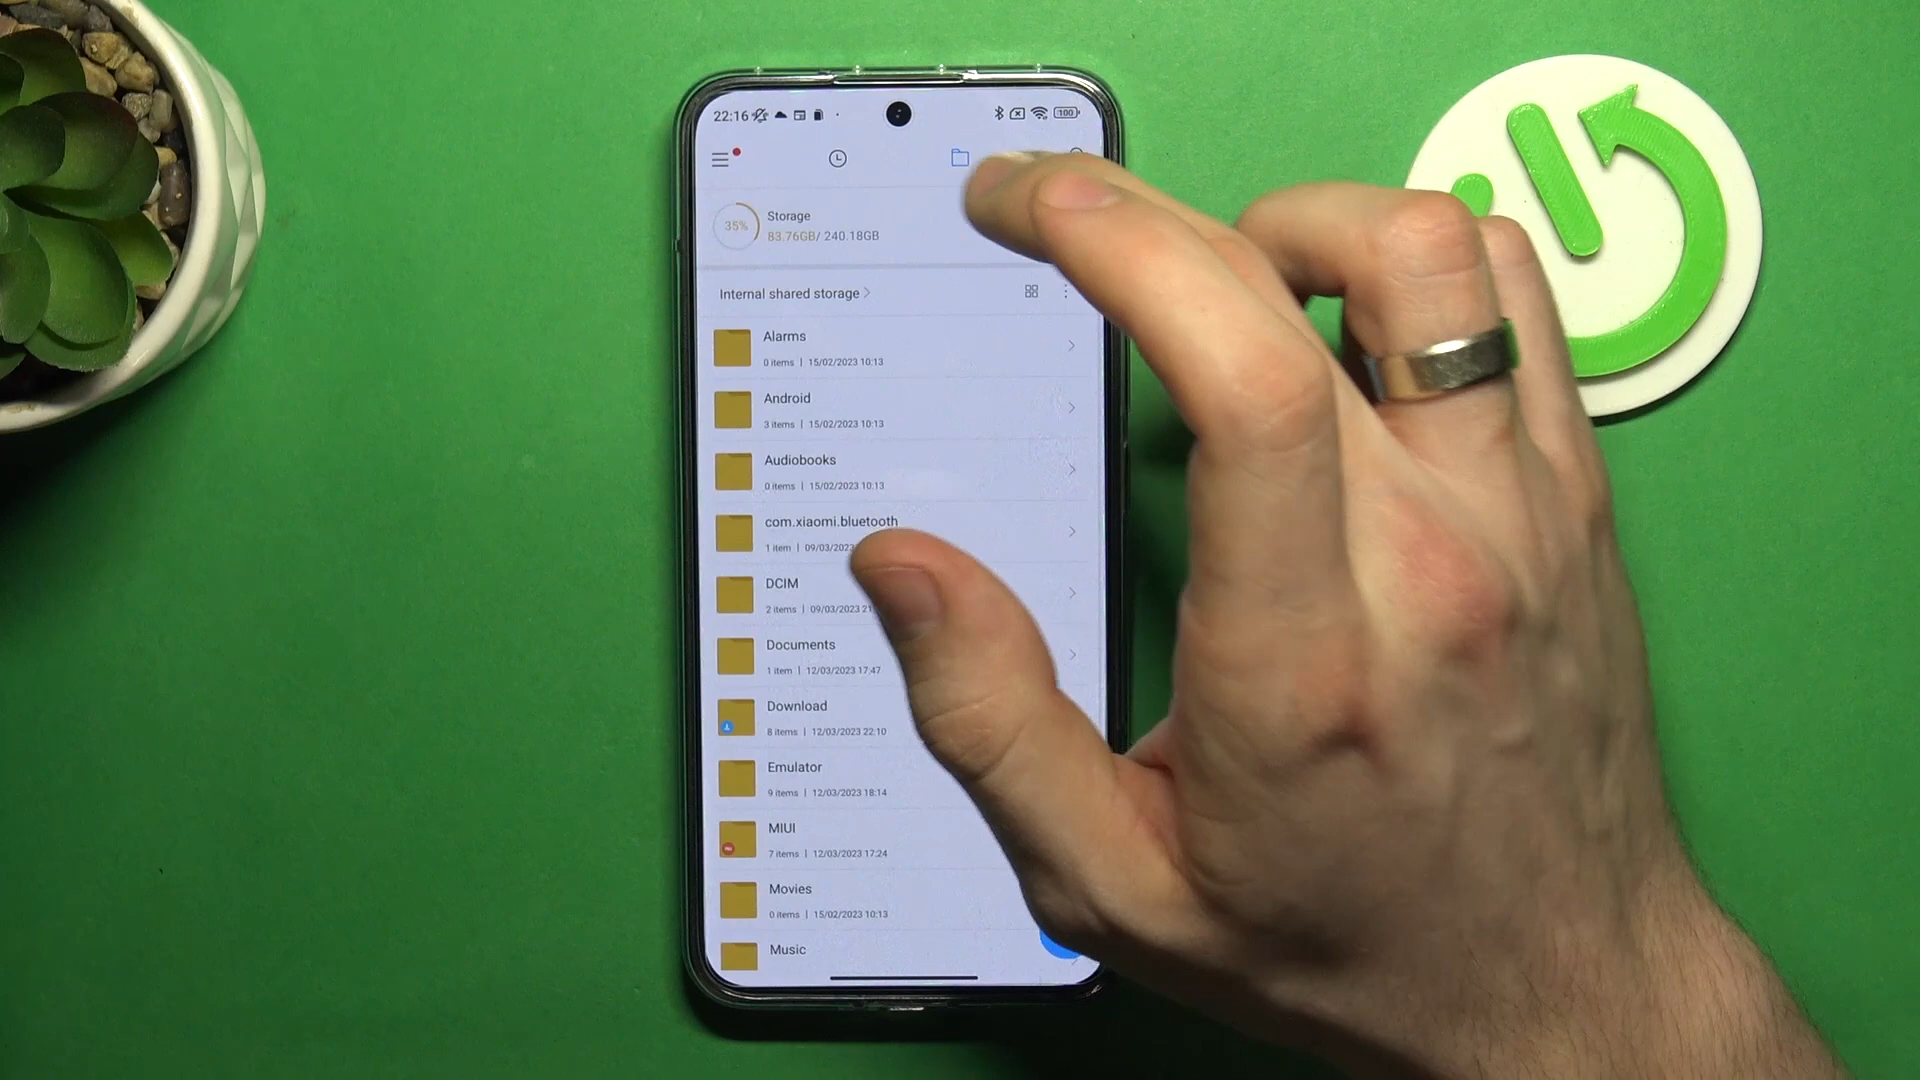 22:16
100
35%
Storage
83.76GB/ 240.18GB
Internal shared storage >
Alarms
0 items | 15/02/2023 10:13
Android
3 items | 15/02/2023 10:13
Audiobooks
0 items | 15/02/2023 10:13
com.xiaomi.bluetooth
1 item | 09/03/2023
DCIM
2 items | 09/03/2023 21
Documents
1 item | 12/03/2023 17:47
Download
8 items | 12/03/2023 22:10
Emulator
9 items | 12/03/2023 18:14
MIUI
7 items | 12/03/2023 17:24
Movies
0 items | 15/02/2023 10:13
Music